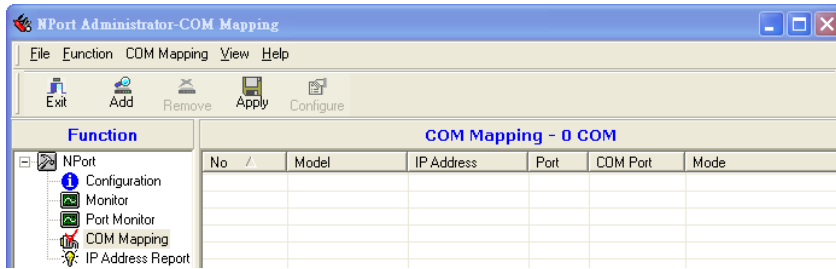 NPort Administrator-COM Mapping
File Function COM Mapping View Help
Exit Add Remove Apply Configure
Function
COM Mapping - 0 COM
No Model IP Address Port COM Port Mode
NPort
Configuration
Monitor
Port Monitor
COM Mapping
IP Address Report